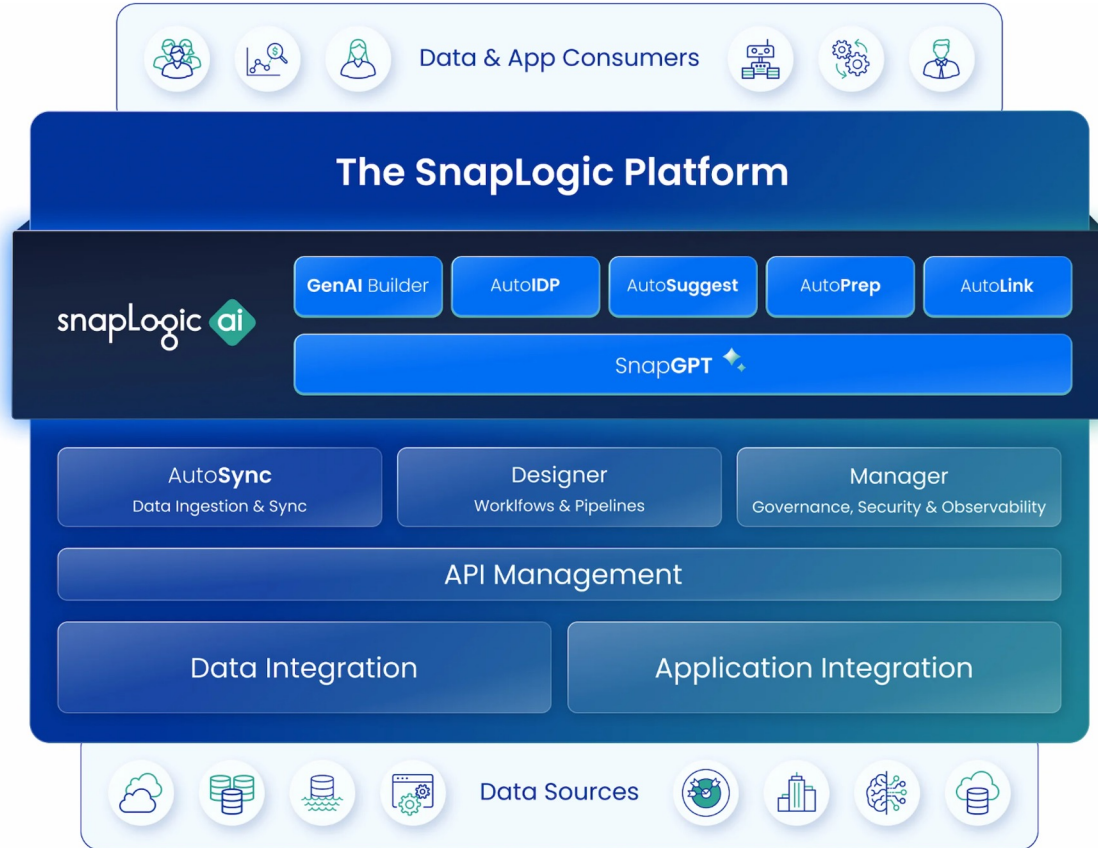 Data & App Consumers
The SnapLogic Platform
snapLogic ai
GenAI Builder
AutoIDP
AutoSuggest
AutoPrep
AutoLink
SnapGPT
AutoSync
Data Ingestion & Sync
Designer
Worklfows & Pipelines
Manager
Governance, Security & Observability
API Management
Data Integration
Application Integration
Data Sources